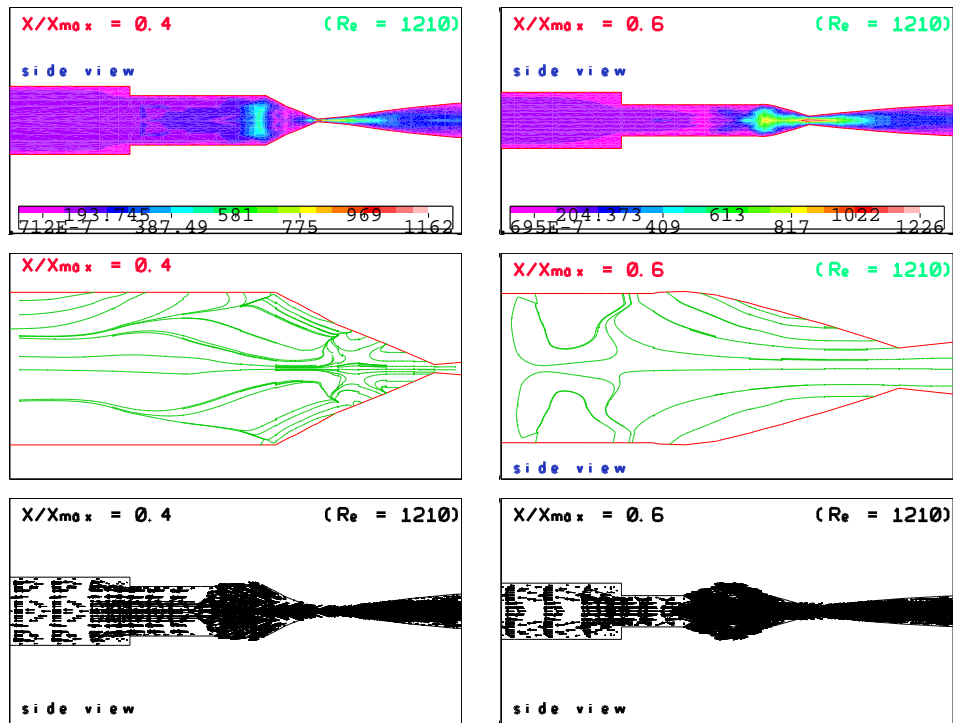 X/Xmax = 0.4 (Re = 1210)
side view
193.745 581 969
712E-7 387.49 775 1162
X/Xmax = 0.6 (Re = 1210)
side view
204.373 613 1022
695E-7 409 817 1226
X/Xmax = 0.4
X/Xmax = 0.6 (Re = 1210)
side view
X/Xmax = 0.4 (Re = 1210)
side view
X/Xmax = 0.6 (Re = 1210)
side view